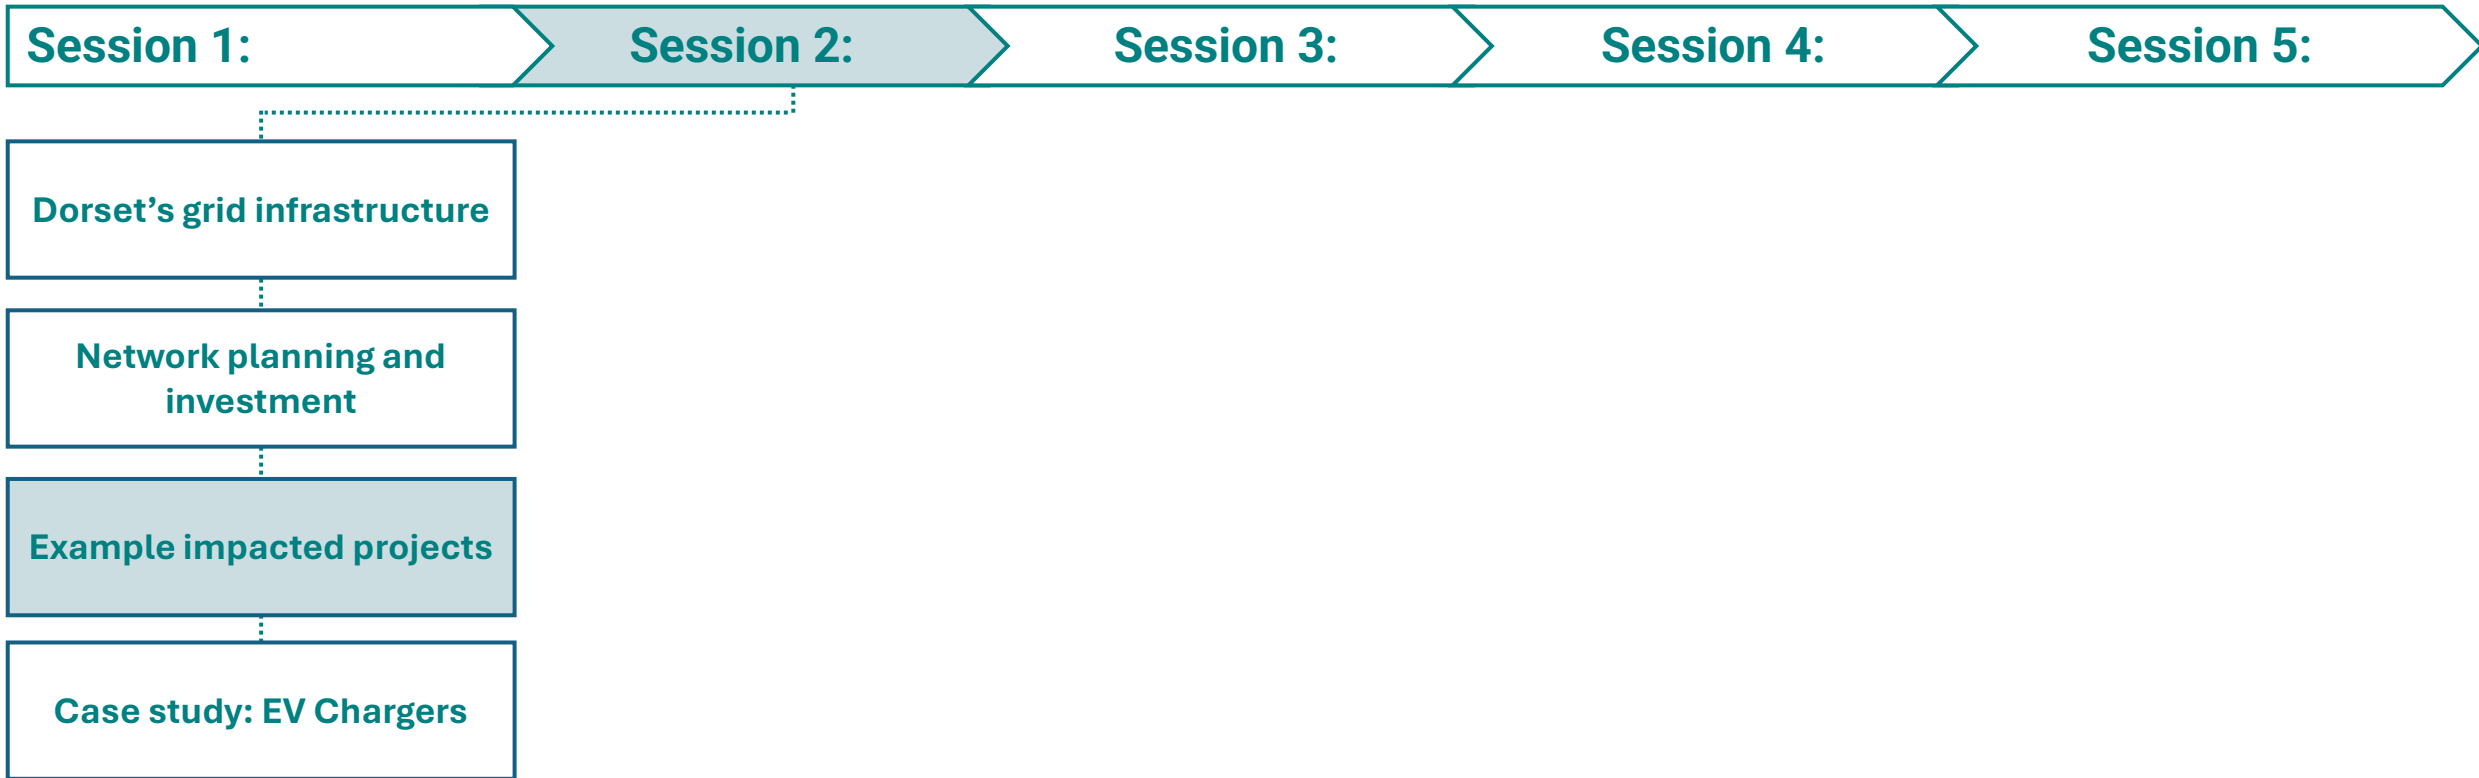 Session 1:
Session 2:
Session 3:
Session 4:
Session 5:
Dorset’s grid infrastructure
Network planning and
investment
Example impacted projects
Case study: EV Chargers